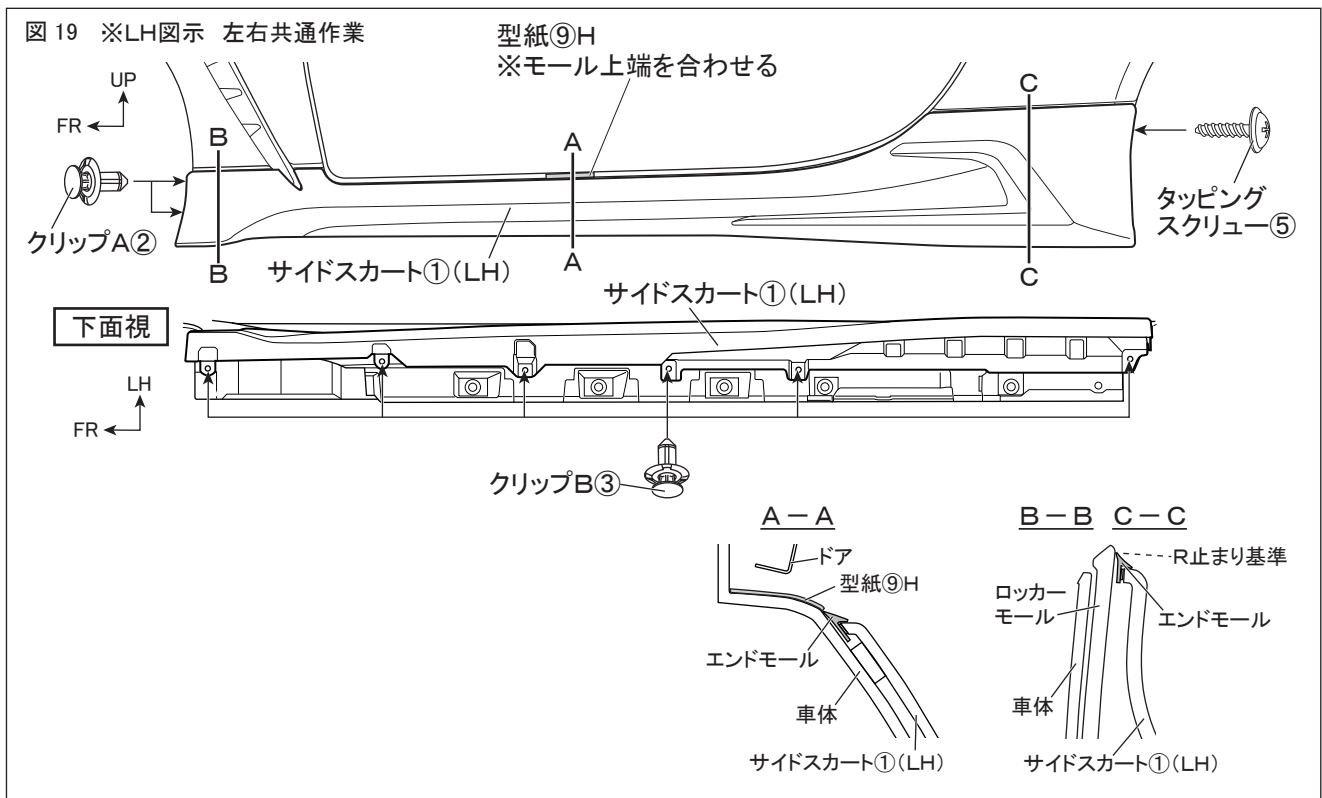 図 19　※LH図示　左右共通作業
型紙⑨H
※モール上端を合わせる
UP
FR
B
A
C
クリップA②
タッピング
スクリュー⑤
B
サイドスカート①(LH)
A
C
サイドスカート①(LH)
下面視
LH
FR
クリップB③
A－A
ドア
型紙⑨H
エンドモール
車体
サイドスカート①(LH)
B－B　C－C
R止まり基準
ロッカー
モール
エンドモール
車体
サイドスカート①(LH)